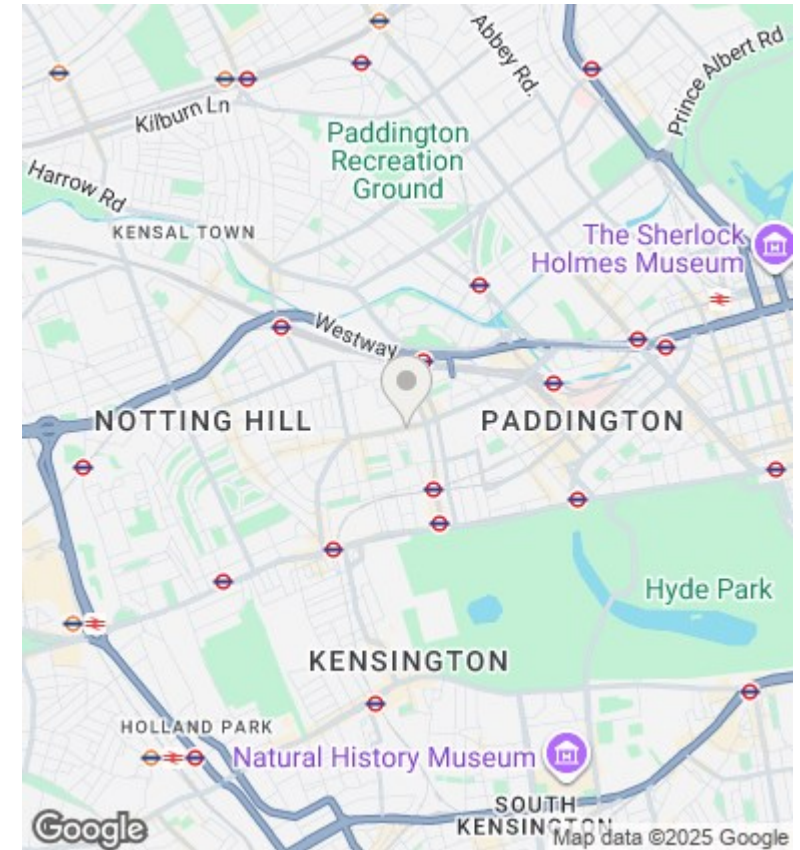 Abbey Rd.
Prince Albert Rd
Kilburn Ln
Paddington
Recreation
Ground
Harrow Rd
KENSAL TOWN
The Sherlock
Holmes Museum
Westway
NOTTING HILL
PADDINGTON
Hyde Park
KENSINGTON
HOLLAND PARK
Natural History Museum
SOUTH
KENSINGTON
Google
Map data ©2025 Google